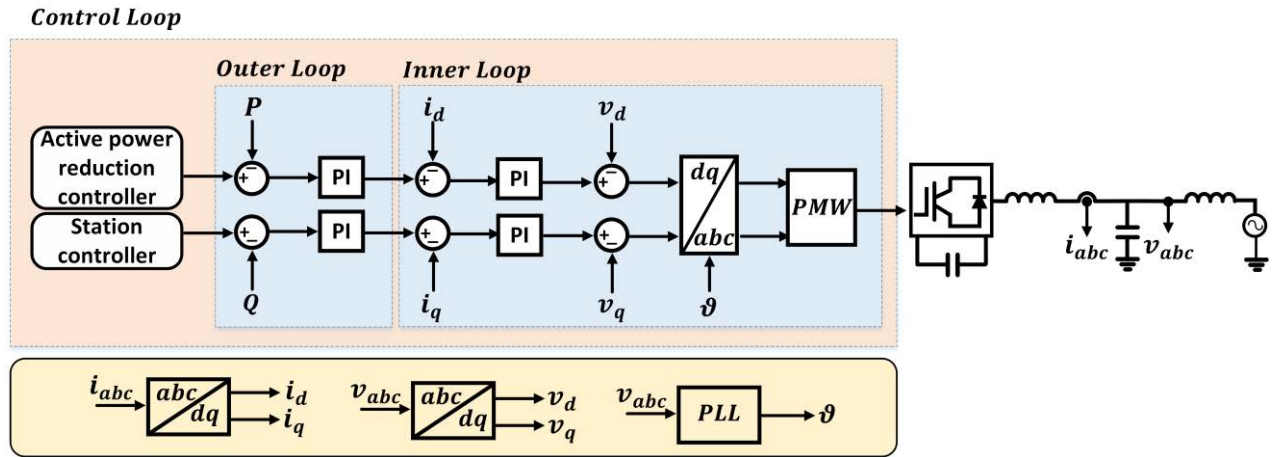 Control Loop
Outer Loop
Inner Loop
P
i_d
v_d
Active power
reduction
controller
+
−
PI
+
−
PI
+
−
dq
abc
PMW
Station
controller
+
−
PI
+
−
PI
+
−
Q
i_q
v_q
ϑ
i_abc
v_abc
i_abc
abc
dq
i_d
i_q
v_abc
abc
dq
v_d
v_q
v_abc
PLL
ϑ